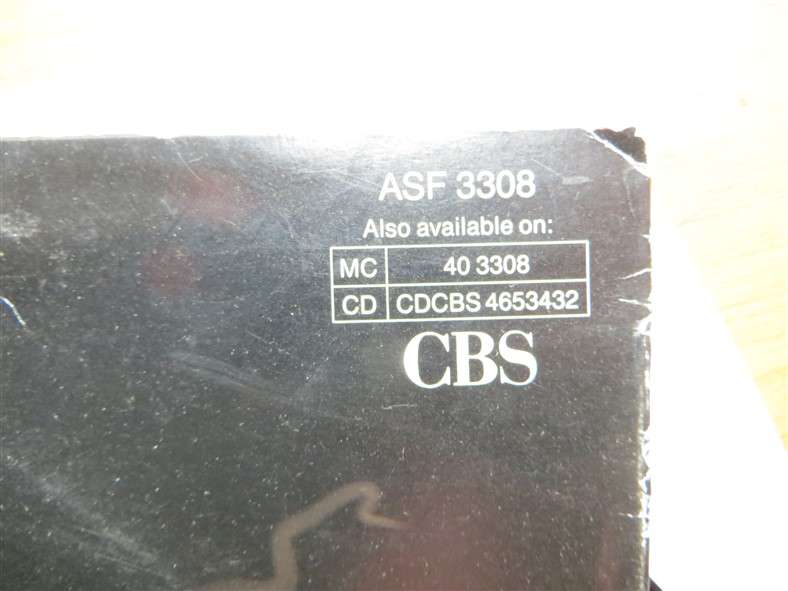 ASF 3308
Also available on:
MC 40 3308
CD CDCBS 4653432
CBS